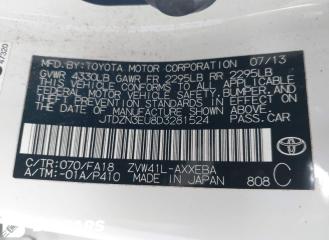 47320
MFD.BY:TOYOTA MOTOR CORPORATION 07/13
GVWR 4330LB GAWR FR 2295LB RR 2295LB
THIS VEHICLE CONFORMS TO ALL APPLICABLE
FEDERAL MOTOR VEHICLE SAFETY, BUMPER, AND
THEFT PREVENTION STANDARDS IN EFFECT ON
THE DATE OF MANUFACTURE SHOWN ABOVE.
JTDZN3EU8D3281524 PASS.CAR
C/TR:070/FA18 ZVW41L-AXXEBA
A/TM:-01A/P410 MADE IN JAPAN 808 C
TOYOTA